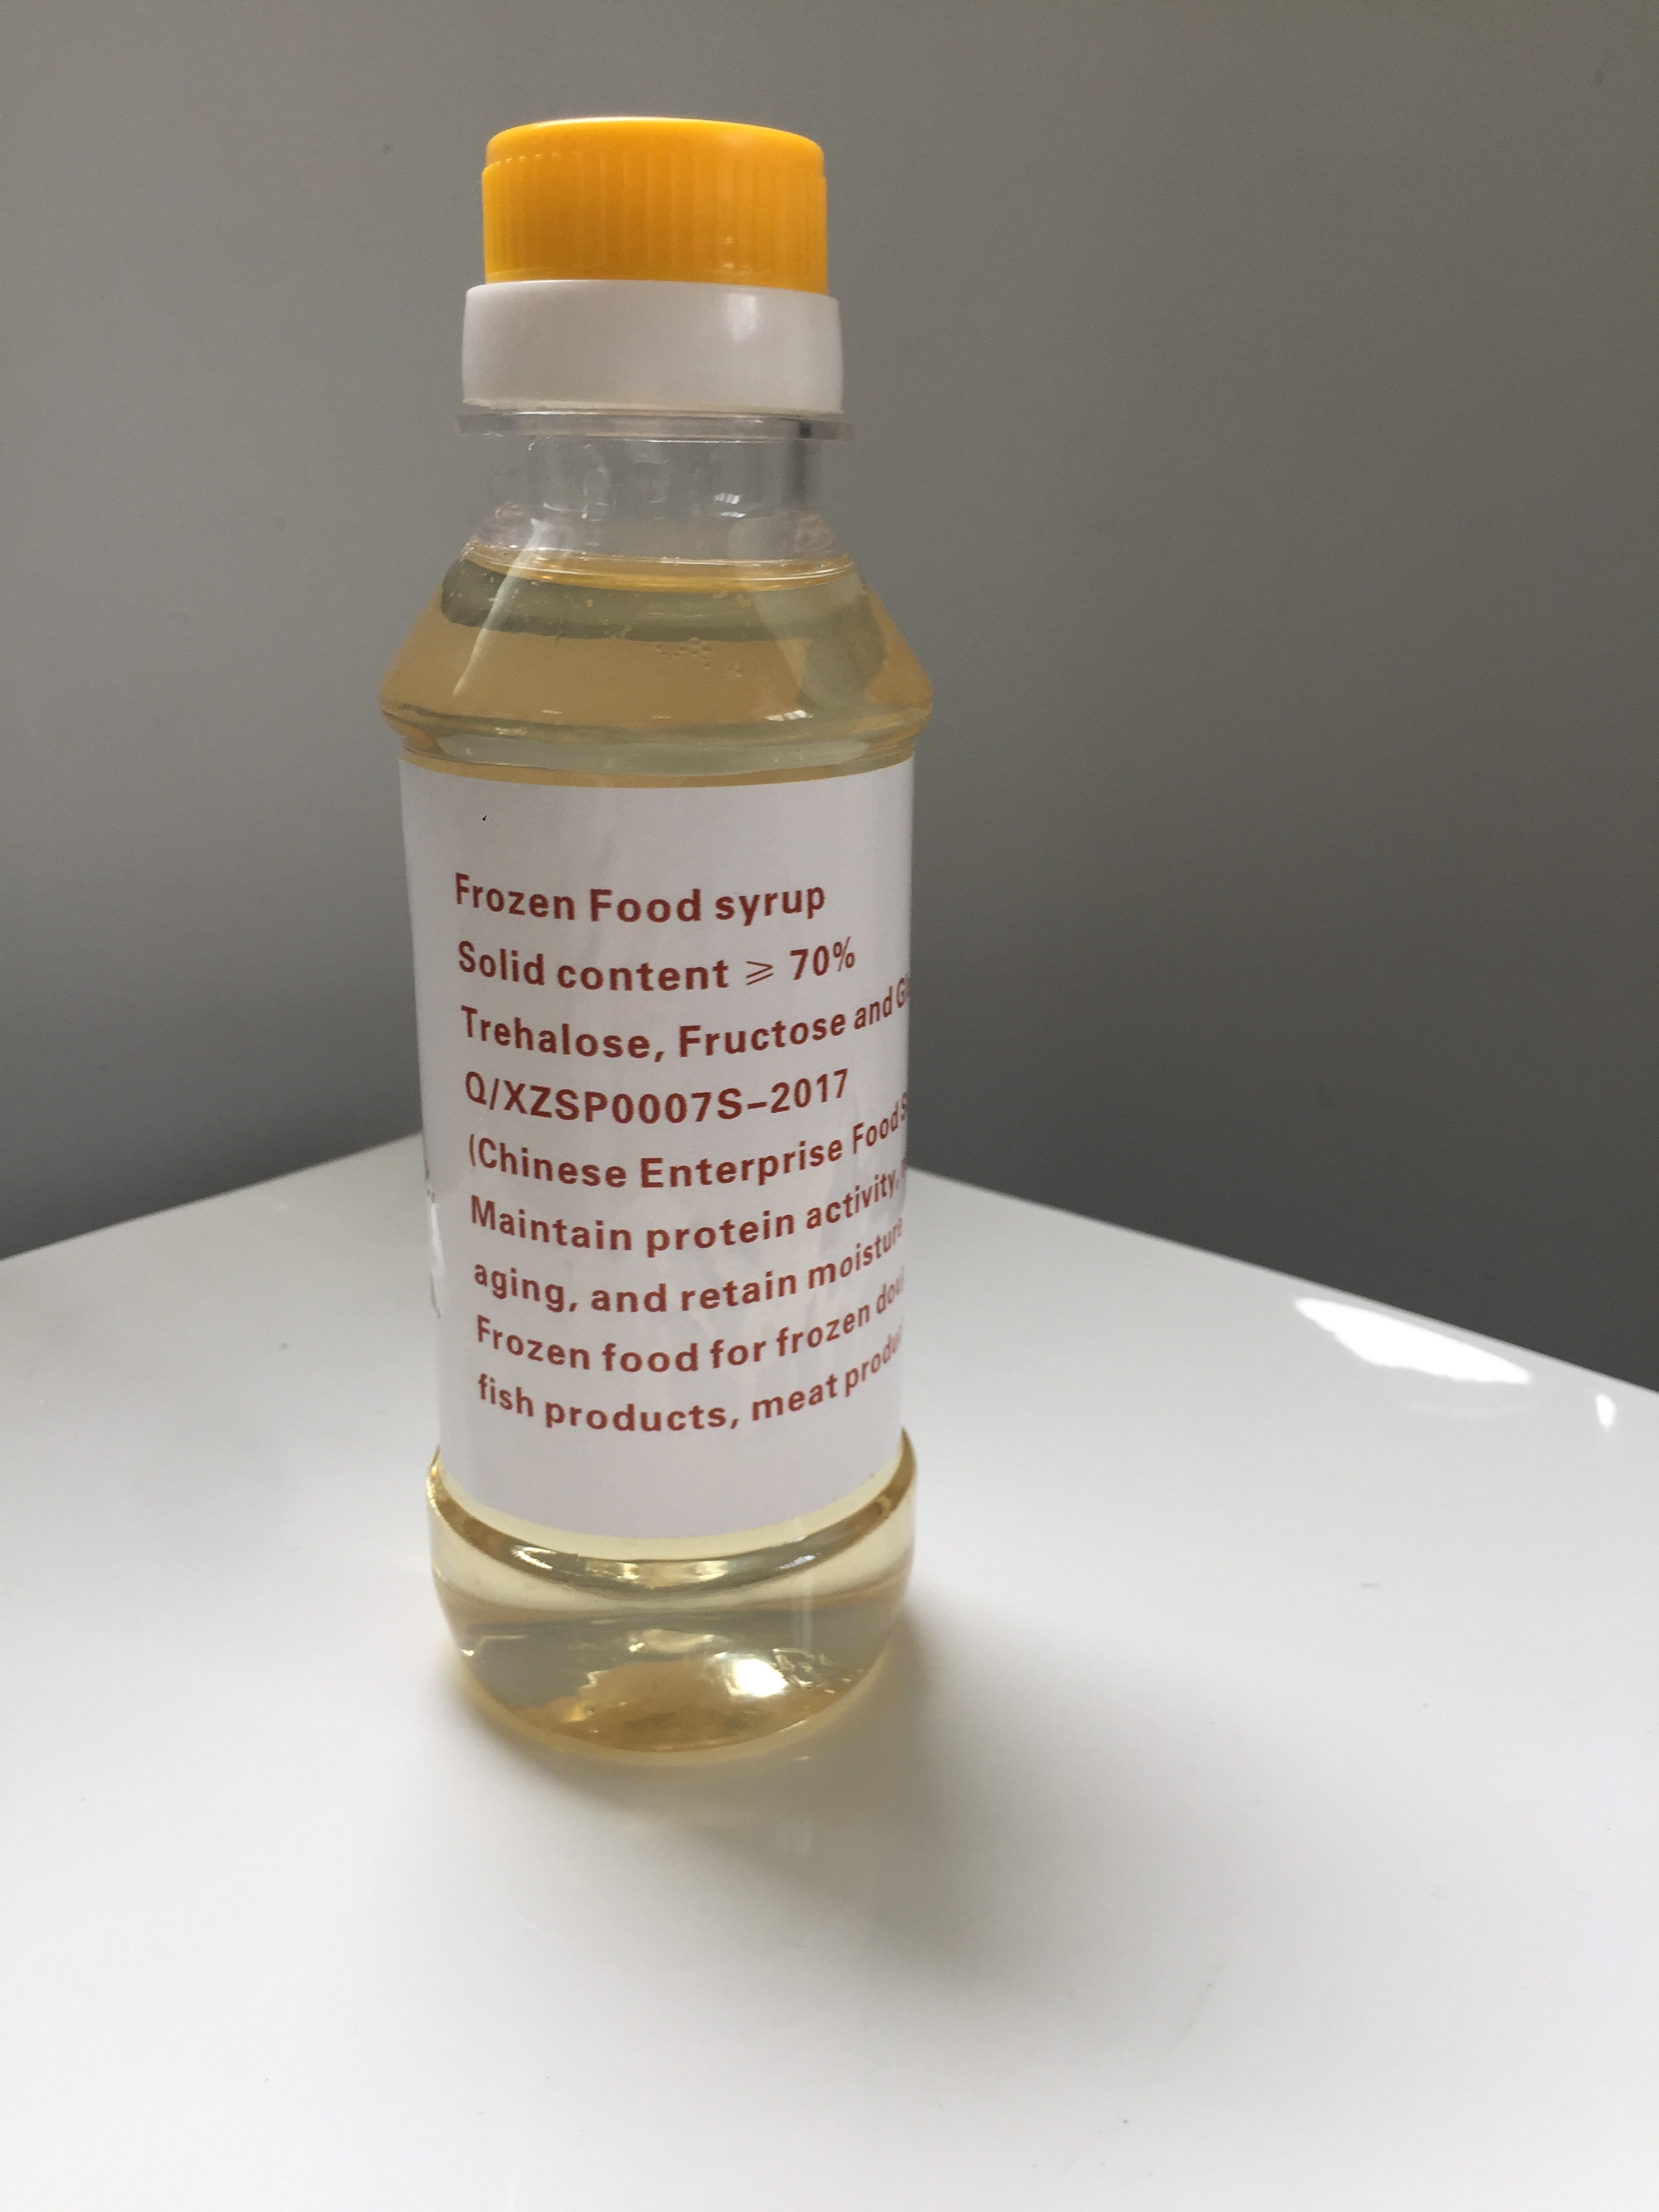 Frozen Food syrup
Solid content ⩾ 70%
Trehalose, Fructose and
Q/XZSP0007S-2017
(Chinese Enterprise Food
Maintain protein activity,
aging, and retain moisture
Frozen food for frozen
fish products, meat